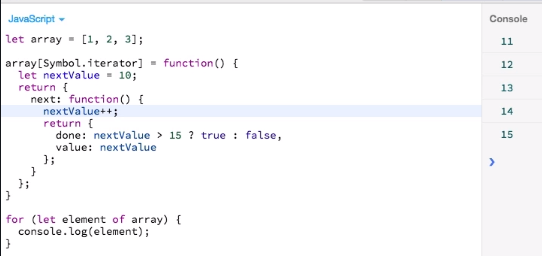 JavaScript
let array = [1, 2, 3];
array[Symbol.iterator] = function() {
let nextValue = 10;
return {
next: function() {
nextValue++;
return {
done: nextValue > 15 ? true : false,
value: nextValue
};
}
};
}
for (let element of array) {
console.log(element);
}
Console
11
12
13
14
15